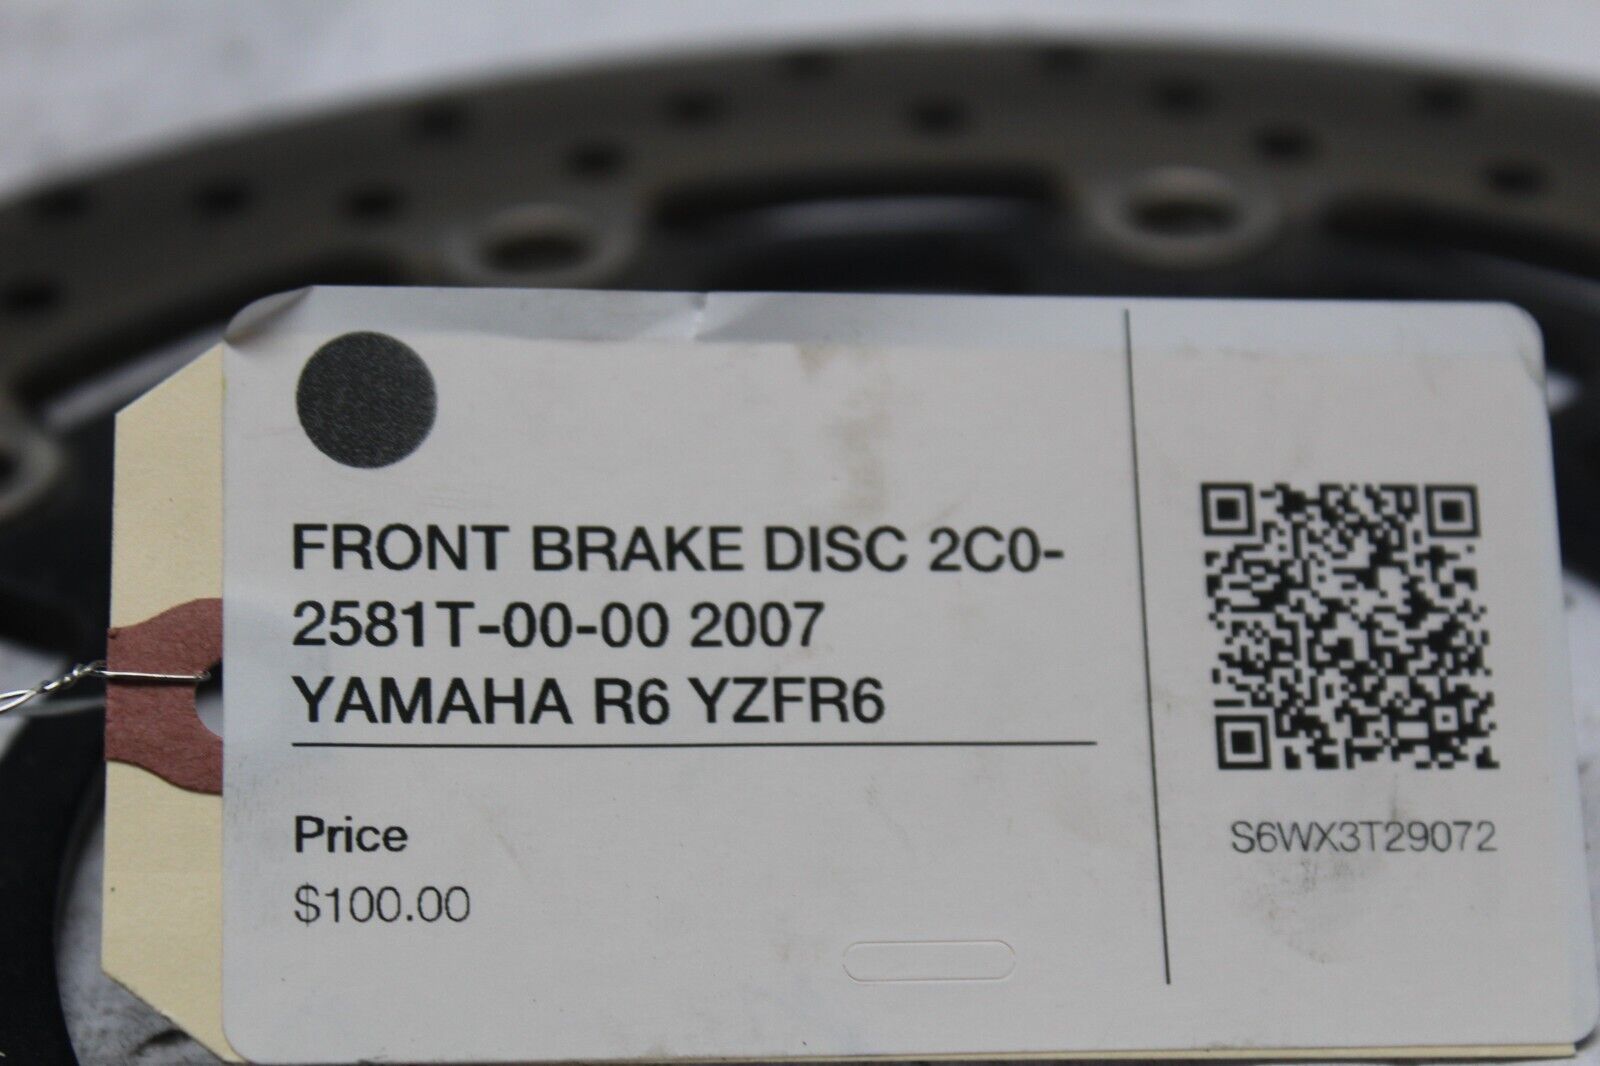 FRONT BRAKE DISC 2C0-
2581T-00-00 2007
YAMAHA R6 YZFR6
Price
$100.00
S6WX3T29072